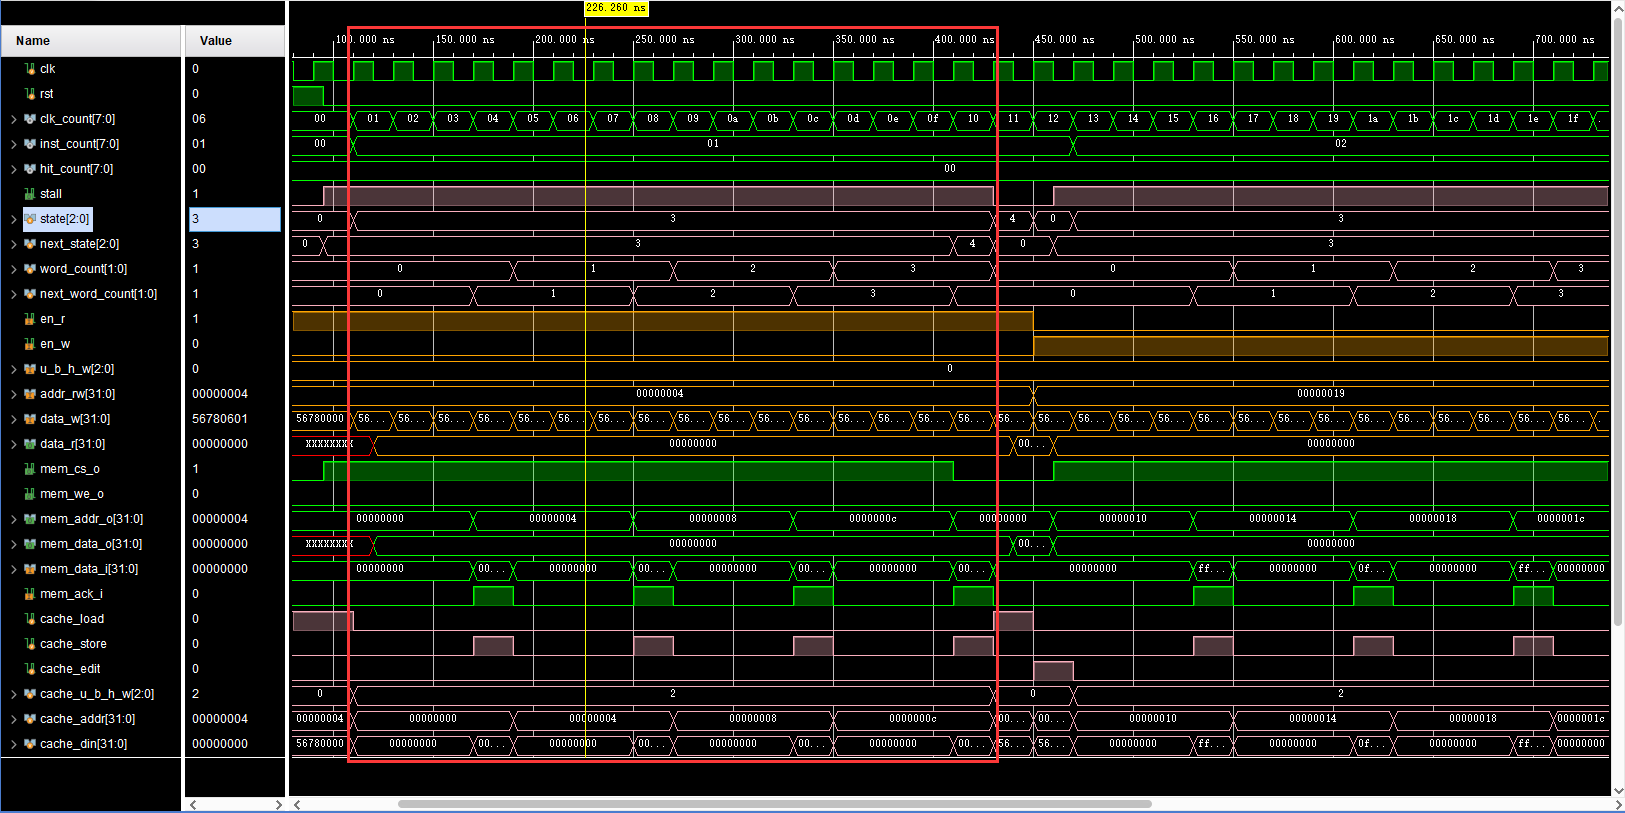 226.260 ns
Name Value
100.000 ns 150.000 ns 200.000 ns 250.000 ns 300.000 ns 350.000 ns 400.000 ns 450.000 ns 500.000 ns 550.000 ns 600.000 ns 650.000 ns 700.000 ns
clk 0
rst 0
clk_count[7:0] 06 00 01 02 03 04 05 06 07 08 09 0a 0b 0c 0d 0e 0f 10 11 12 13 14 15 16 17 18 19 1a 1b 1c 1d 1e 1f .
inst_count[7:0] 01 00 01 02
hit_count[7:0] 00 00
stall 1
state[2:0] 3 0 3 4 0 3
next_state[2:0] 3 0 3 4 0 3
word_count[1:0] 1 0 1 2 3 0 1 2 3
next_word_count[1:0] 1 0 1 2 3 0 1 2 3
en_r 1
en_w 0
u_b_h_w[2:0] 0 0
addr_rw[31:0] 00000004 00000004 00000019
data_w[31:0] 56780601 56780000 56... 56... 56... 56... 56... 56... 56... 56... 56... 56... 56... 56... 56... 56... 56... 56... 56... 56... 56... 56... 56... 56... 56... 56... 56... 56... 56... 56... 56... 56... 56...
data_r[31:0] 00000000 XXXXXXXX 00000000 00... 00000000
mem_cs_o 1
mem_we_o 0
mem_addr_o[31:0] 00000004 00000000 00000004 00000008 0000000c 00000000 00000010 00000014 00000018 0000001c
mem_data_o[31:0] 00000000 XXXXXXXX 00000000 00... 00000000
mem_data_i[31:0] 00000000 00000000 00... 00000000 00... 00000000 00... 00000000 00... 00000000 ff... 00000000 0f... 00000000 ff... 00000000
mem_ack_i 0
cache_load 0
cache_store 0
cache_edit 0
cache_u_b_h_w[2:0] 2 0 2 0 2
cache_addr[31:0] 00000004 00000004 00000000 00000004 00000008 0000000c 00... 00... 00000010 00000014 00000018 0000001c
cache_din[31:0] 00000000 56780000 00000000 00... 00000000 00... 00000000 00... 00000000 00... 56... 56... 00000000 ff... 00000000 0f... 00000000 ff... 00000000